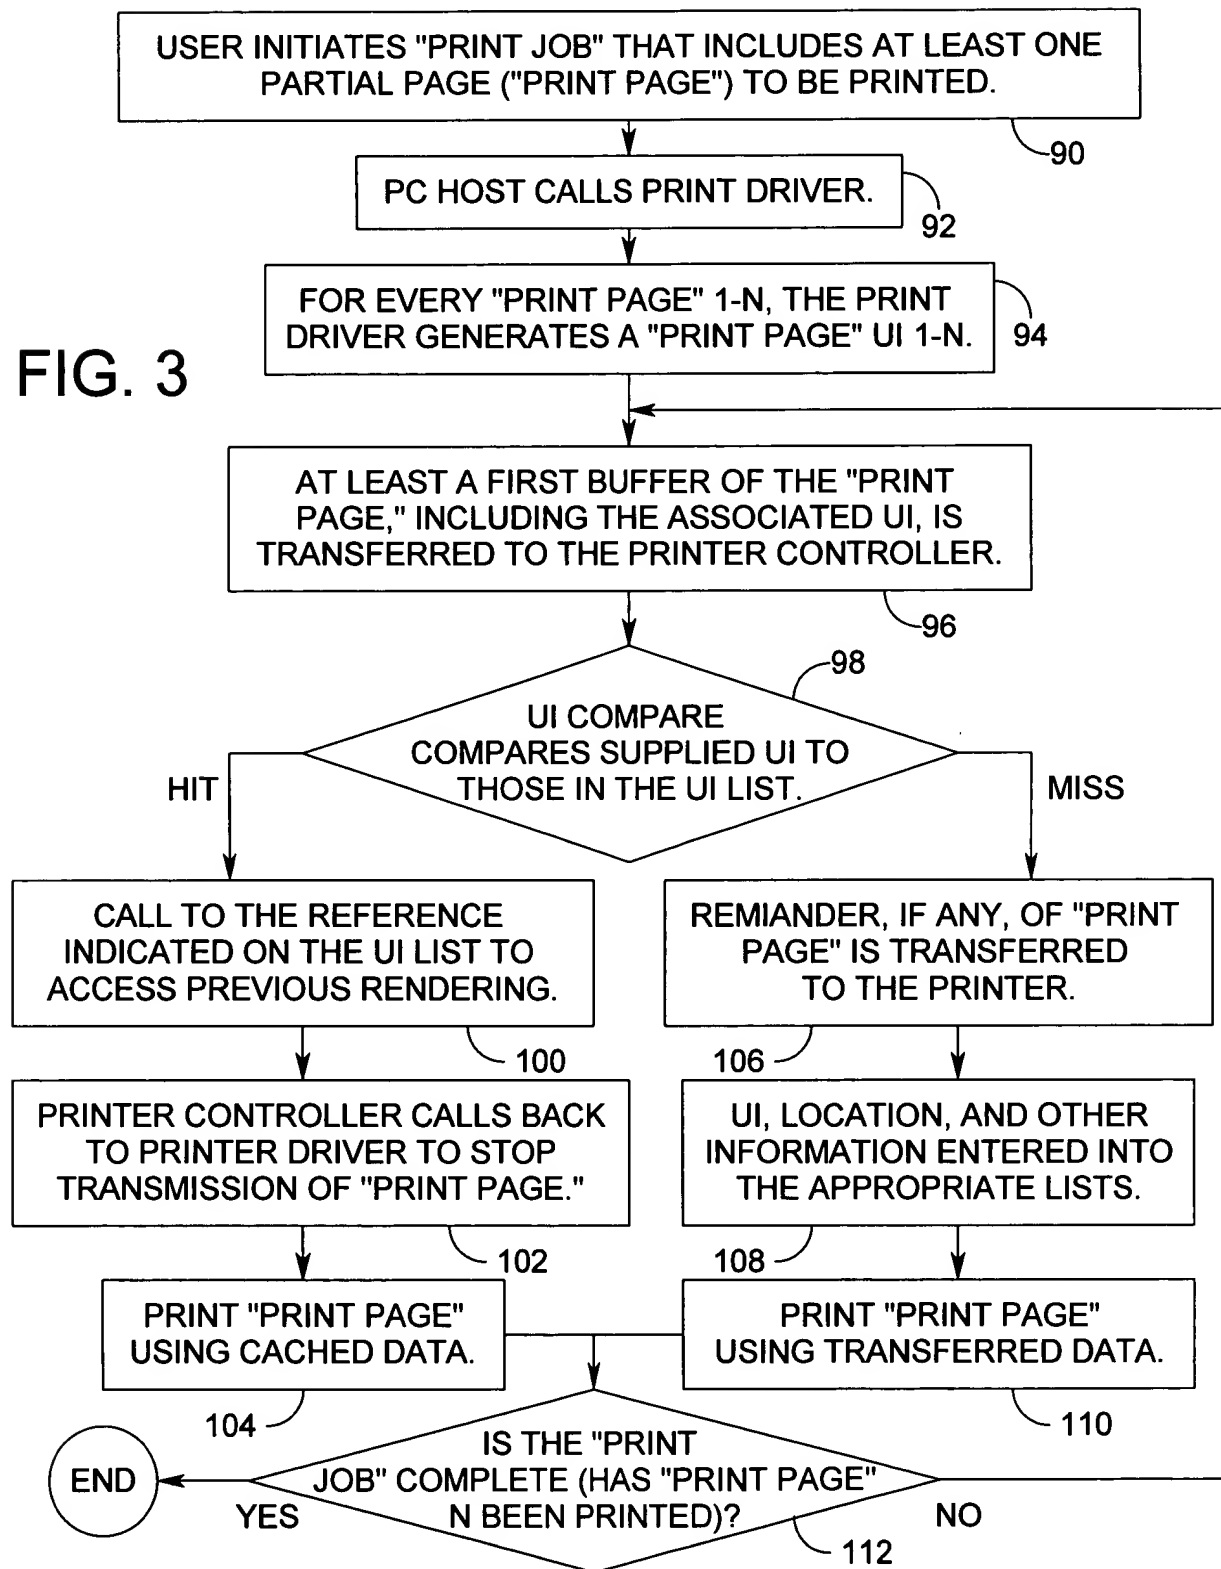 USER INITIATES "PRINT JOB" THAT INCLUDES AT LEAST ONE
PARTIAL PAGE ("PRINT PAGE") TO BE PRINTED.
90
PC HOST CALLS PRINT DRIVER.
92
FOR EVERY "PRINT PAGE" 1-N, THE PRINT
DRIVER GENERATES A "PRINT PAGE" UI 1-N.
94
FIG. 3
AT LEAST A FIRST BUFFER OF THE "PRINT
PAGE," INCLUDING THE ASSOCIATED UI, IS
TRANSFERRED TO THE PRINTER CONTROLLER.
96
98
UI COMPARE
COMPARES SUPPLIED UI TO
THOSE IN THE UI LIST.
HIT
MISS
CALL TO THE REFERENCE
INDICATED ON THE UI LIST TO
ACCESS PREVIOUS RENDERING.
100
REMIANDER, IF ANY, OF "PRINT
PAGE" IS TRANSFERRED
TO THE PRINTER.
106
PRINTER CONTROLLER CALLS BACK
TO PRINTER DRIVER TO STOP
TRANSMISSION OF "PRINT PAGE."
102
UI, LOCATION, AND OTHER
INFORMATION ENTERED INTO
THE APPROPRIATE LISTS.
108
PRINT "PRINT PAGE"
USING CACHED DATA.
104
PRINT "PRINT PAGE"
USING TRANSFERRED DATA.
110
IS THE "PRINT
JOB" COMPLETE (HAS "PRINT PAGE"
N BEEN PRINTED)?
END
YES
NO
112